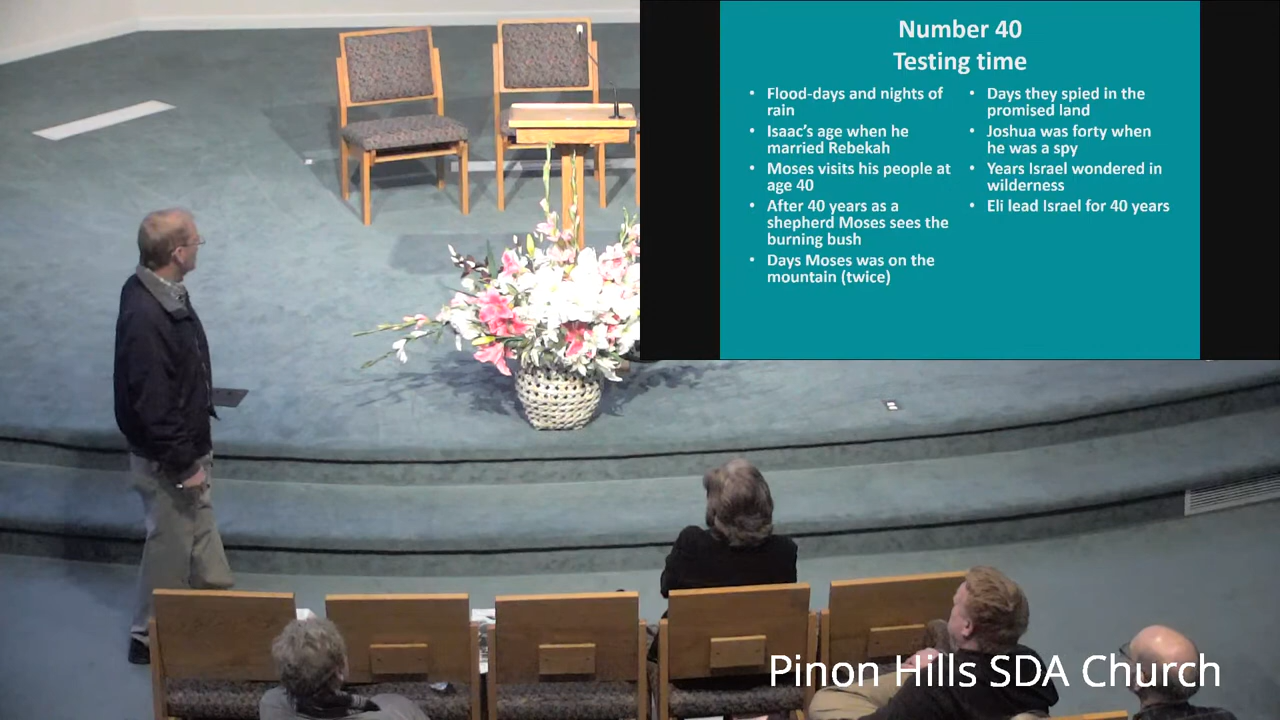 Number 40
Testing time
• Flood-days and nights of
rain
• Isaac's age when he
married Rebekah
• Moses visits his people at
age 40
• After 40 years as a
shepherd Moses sees the
burning bush
• Days Moses was on the
mountain (twice)
• Days they spied in the
promised land
• Joshua was forty when
he was a spy
• Years Israel wondered in
wilderness
• Eli lead Israel for 40 years
Pinon Hills SDA Church